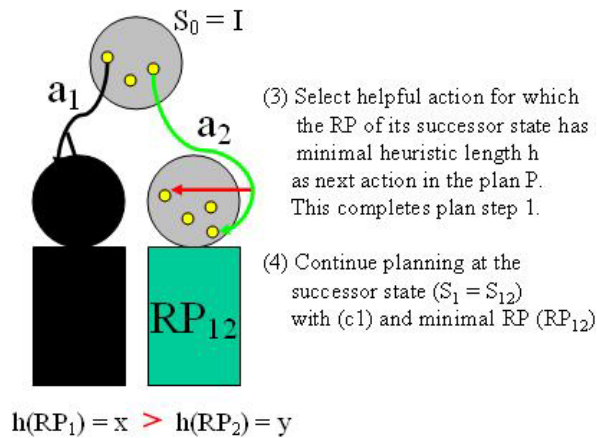 S₀ = I
a₁
a₂
(3) Select helpful action for which
the RP of its successor state has
minimal heuristic length h
as next action in the plan P.
This completes plan step 1.
(4) Continue planning at the
successor state (S₁ = S₁₂)
with (c1) and minimal RP (RP₁₂)
RP₁₂
h(RP₁) = x > h(RP₂) = y